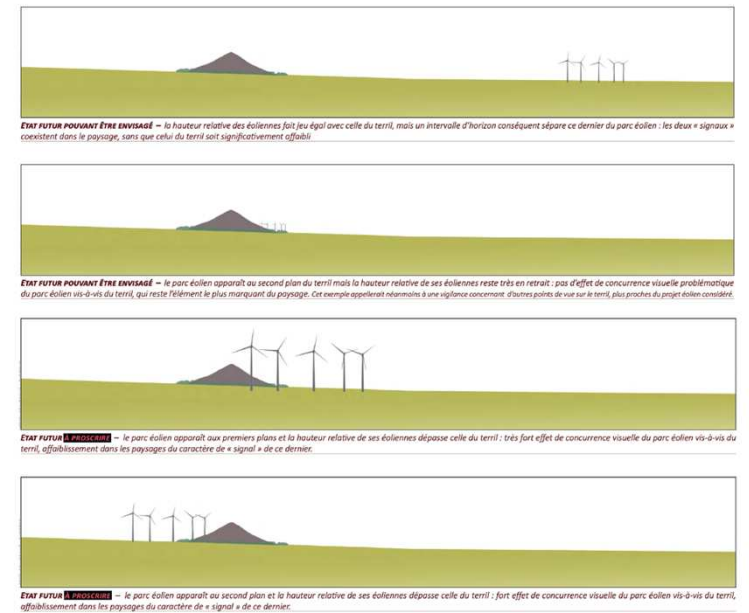 ÉTAT FUTUR POUVANT ÊTRE ENVISAGÉ – la hauteur relative des éoliennes fait jeu égal avec celle du terril, mais un intervalle d'horizon conséquent sépare ce dernier du parc éolien : les deux « signaux »
coexistent dans le paysage, sans que celui du terril soit significativement affaibli
ÉTAT FUTUR POUVANT ÊTRE ENVISAGÉ – le parc éolien apparaît au second plan du terril mais la hauteur relative de ses éoliennes reste très en retrait : pas d'effet de concurrence visuelle problématique
du parc éolien vis-à-vis du terril, qui reste l'élément le plus marquant du paysage. Cet exemple appellerait néanmoins à une vigilance concernant d'autres points de vue sur le terril, plus proches du projet éolien considéré.
ÉTAT FUTUR À PROSCRIRE – le parc éolien apparaît aux premiers plans et la hauteur relative de ses éoliennes dépasse celle du terril : très fort effet de concurrence visuelle du parc éolien vis-à-vis du
terril, affaiblissement dans les paysages du caractère de « signal » de ce dernier.
ÉTAT FUTUR À PROSCRIRE – le parc éolien apparaît au second plan et la hauteur relative de ses éoliennes dépasse celle du terril : fort effet de concurrence visuelle du parc éolien vis-à-vis du terril,
affaiblissement dans les paysages du caractère de « signal » de ce dernier.